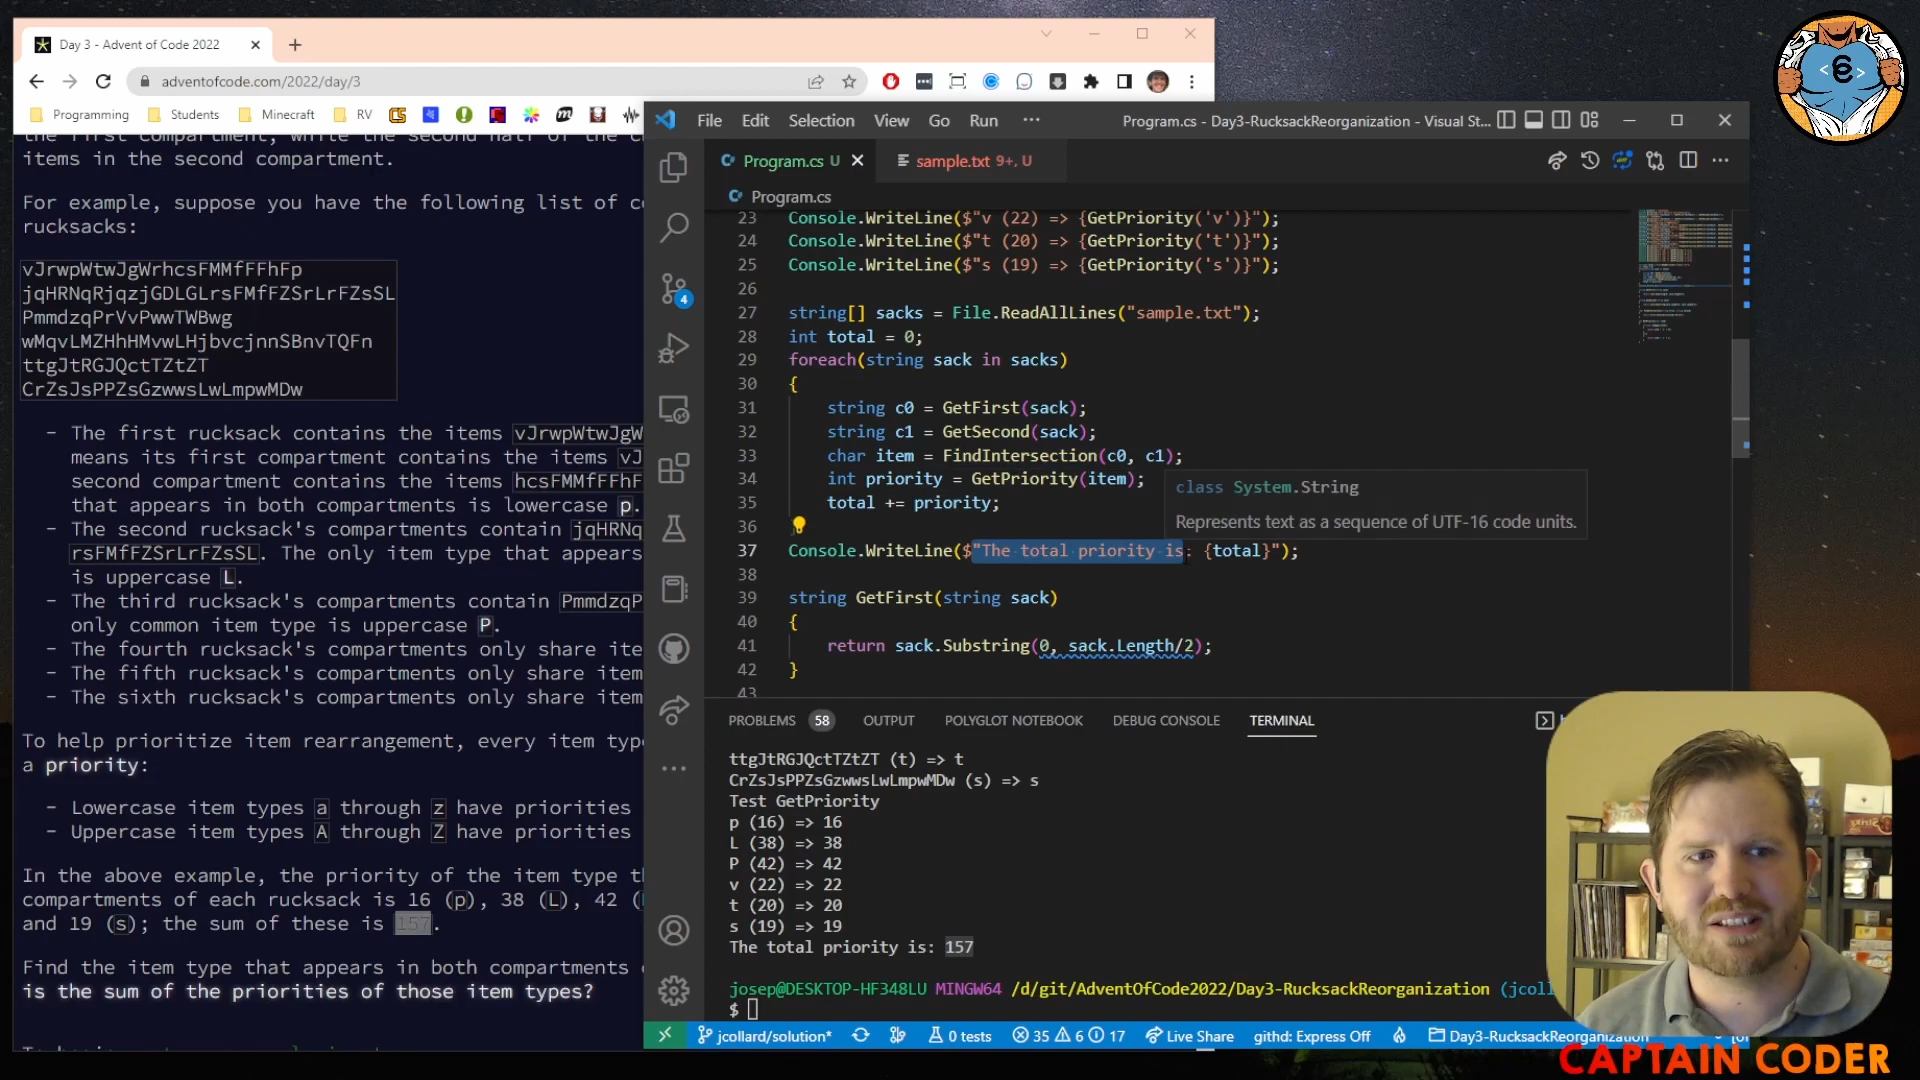 Day 3 - Advent of Code 2022
adventofcode.com/2022/day/3
Programming Students Minecraft RV
the first compartment, while the second half of the c
items in the second compartment.
For example, suppose you have the following list of c
rucksacks:
vJrwpWtwJgWrhcsFMMfFFhFp
jqHRNqRjqzjGDLGLrsFMfFZSrLrFZsSL
PmmdzqPrVvPwwTWBwg
wMqvLMZHhHMvwLHjbvcjnnSBnvTQFn
ttgJtRGJQctTZtZT
CrZsJsPPZsGzwwsLwLmpwMDw
- The first rucksack contains the items vJrwpWtwJgW
means its first compartment contains the items vJ
second compartment contains the items hcsFMMfFFhF
that appears in both compartments is lowercase p.
- The second rucksack's compartments contain jqHRNq
rsFMfFZSrLrFZsSL. The only item type that appears
is uppercase L.
- The third rucksack's compartments contain PmmdzqP
only common item type is uppercase P.
- The fourth rucksack's compartments only share ite
- The fifth rucksack's compartments only share item
- The sixth rucksack's compartments only share item
To help prioritize item rearrangement, every item typ
a priority:
- Lowercase item types a through z have priorities
- Uppercase item types A through Z have priorities
In the above example, the priority of the item type t
compartments of each rucksack is 16 (p), 38 (L), 42 (
and 19 (s); the sum of these is 157.
Find the item type that appears in both compartments
is the sum of the priorities of those item types?
File Edit Selection View Go Run ··· Program.cs - Day3-RucksackReorganization - Visual St...
Program.cs U sample.txt 9+, U
Program.cs
23 Console.WriteLine($"v (22) => {GetPriority('v')}");
24 Console.WriteLine($"t (20) => {GetPriority('t')}");
25 Console.WriteLine($"s (19) => {GetPriority('s')}");
26
27 string[] sacks = File.ReadAllLines("sample.txt");
28 int total = 0;
29 foreach(string sack in sacks)
30 {
31 string c0 = GetFirst(sack);
32 string c1 = GetSecond(sack);
33 char item = FindIntersection(c0, c1);
34 int priority = GetPriority(item);
35 total += priority;
36
class System.String
Represents text as a sequence of UTF-16 code units.
37 Console.WriteLine($"The total priority is: {total}");
38
39 string GetFirst(string sack)
40 {
41 return sack.Substring(0, sack.Length/2);
42 }
43
PROBLEMS 58 OUTPUT POLYGLOT NOTEBOOK DEBUG CONSOLE TERMINAL
ttgJtRGJQctTZtZT (t) => t
CrZsJsPPZsGzwwsLwLmpwMDw (s) => s
Test GetPriority
p (16) => 16
L (38) => 38
P (42) => 42
v (22) => 22
t (20) => 20
s (19) => 19
The total priority is: 157
josep@DESKTOP-HF348LU MINGW64 /d/git/AdventOfCode2022/Day3-RucksackReorganization (jcoll
$
4
jcollard/solution* 0 tests 35 6 17 Live Share githd: Express Off Day3-RucksackReorganization
CAPTAIN CODER